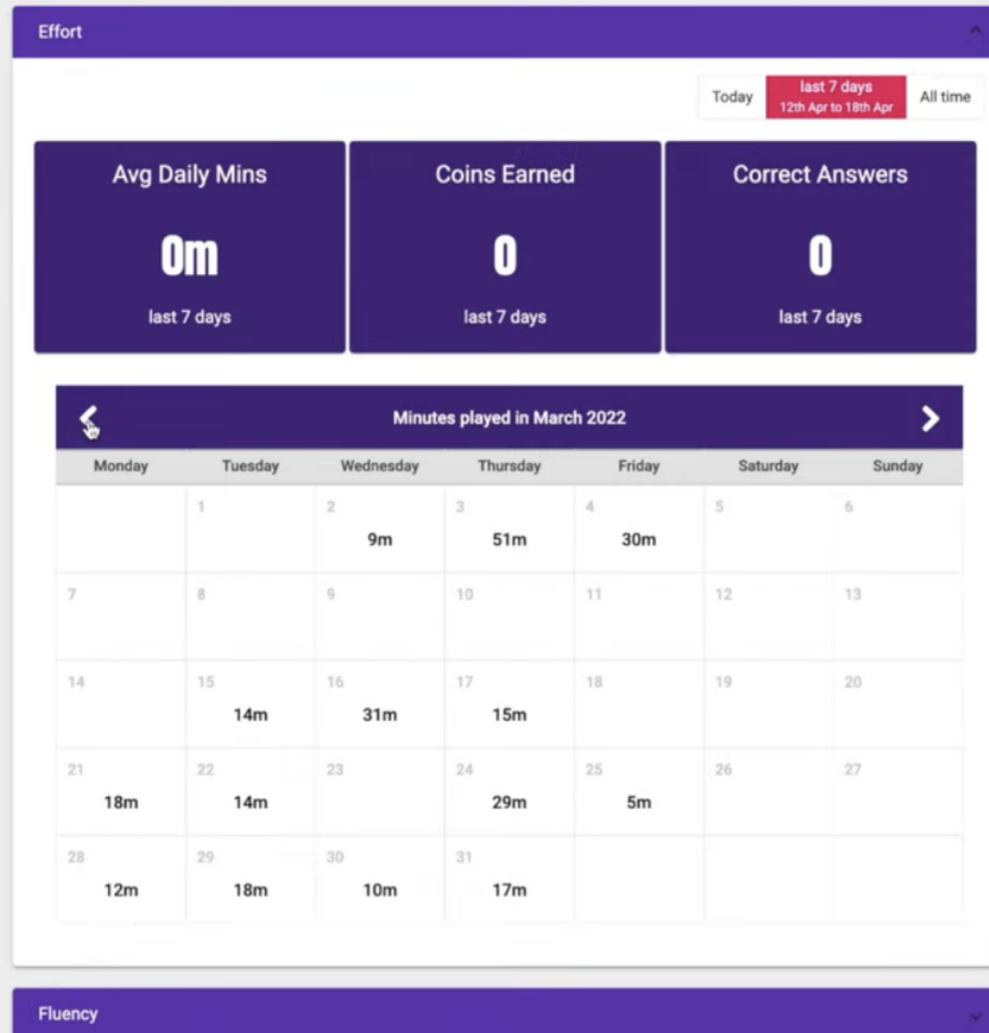 Effort
Today
last 7 days
12th Apr to 18th Apr
All time
Avg Daily Mins
Coins Earned
Correct Answers
0m
0
0
last 7 days
last 7 days
last 7 days
Minutes played in March 2022
Monday Tuesday Wednesday Thursday Friday Saturday Sunday
1 2 3 4 5 6
9m 51m 30m
7 8 9 10 11 12 13
14 15 16 17 18 19 20
14m 31m 15m
21 22 23 24 25 26 27
18m 14m 29m 5m
28 29 30 31
12m 18m 10m 17m
Fluency